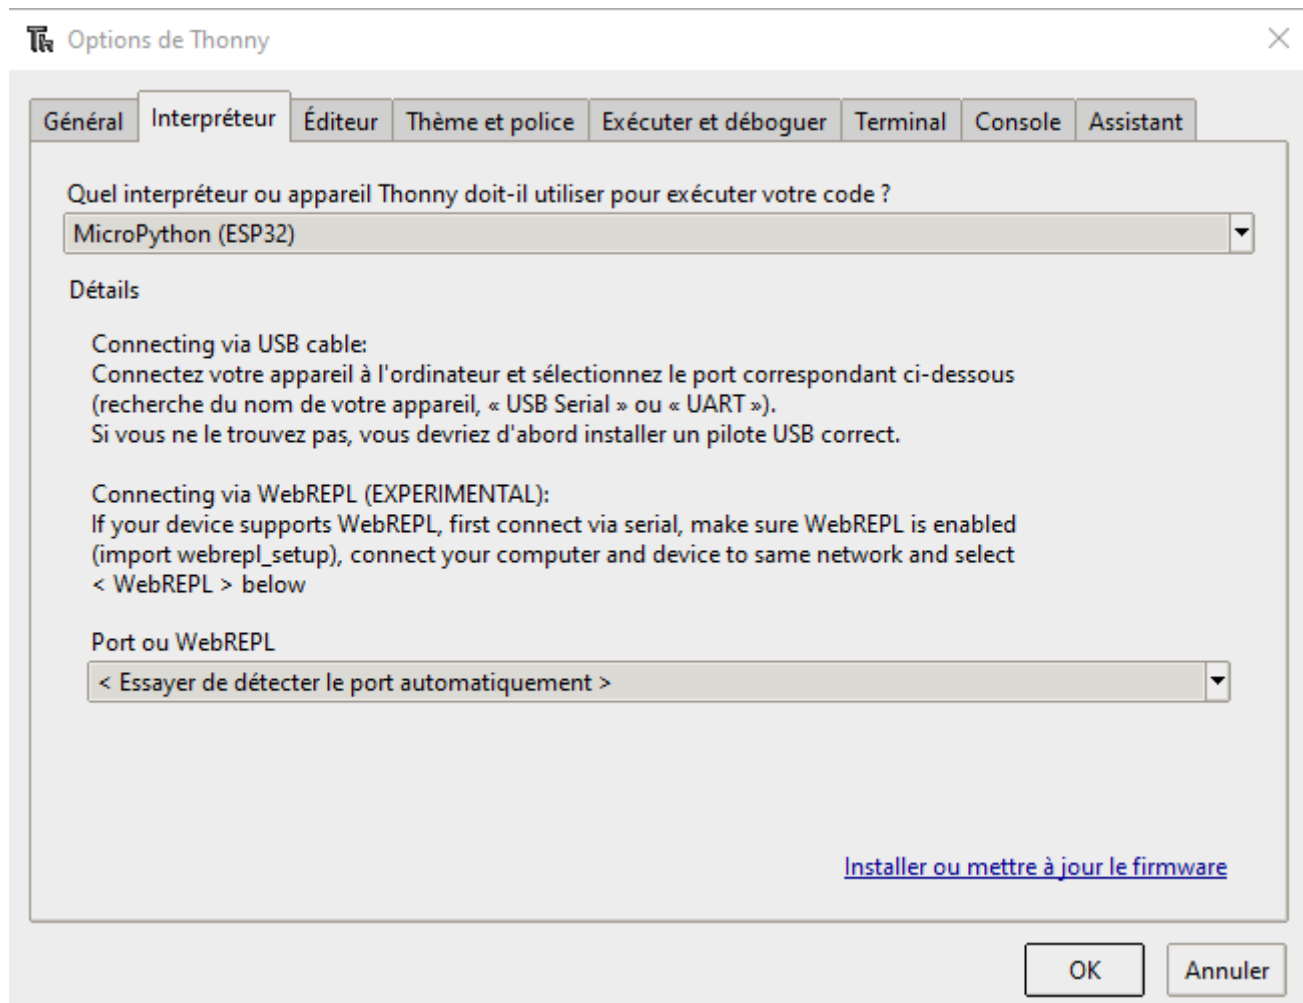 Options de Thonny
Général Interpréteur Éditeur Thème et police Exécuter et déboguer Terminal Console Assistant
Quel interpréteur ou appareil Thonny doit-il utiliser pour exécuter votre code ?
MicroPython (ESP32)
Détails
Connecting via USB cable:
Connectez votre appareil à l'ordinateur et sélectionnez le port correspondant ci-dessous
(recherche du nom de votre appareil, « USB Serial » ou « UART »).
Si vous ne le trouvez pas, vous devriez d'abord installer un pilote USB correct.
Connecting via WebREPL (EXPERIMENTAL):
If your device supports WebREPL, first connect via serial, make sure WebREPL is enabled
(import webrepl_setup), connect your computer and device to same network and select
< WebREPL > below
Port ou WebREPL
< Essayer de détecter le port automatiquement >
Installer ou mettre à jour le firmware
OK Annuler